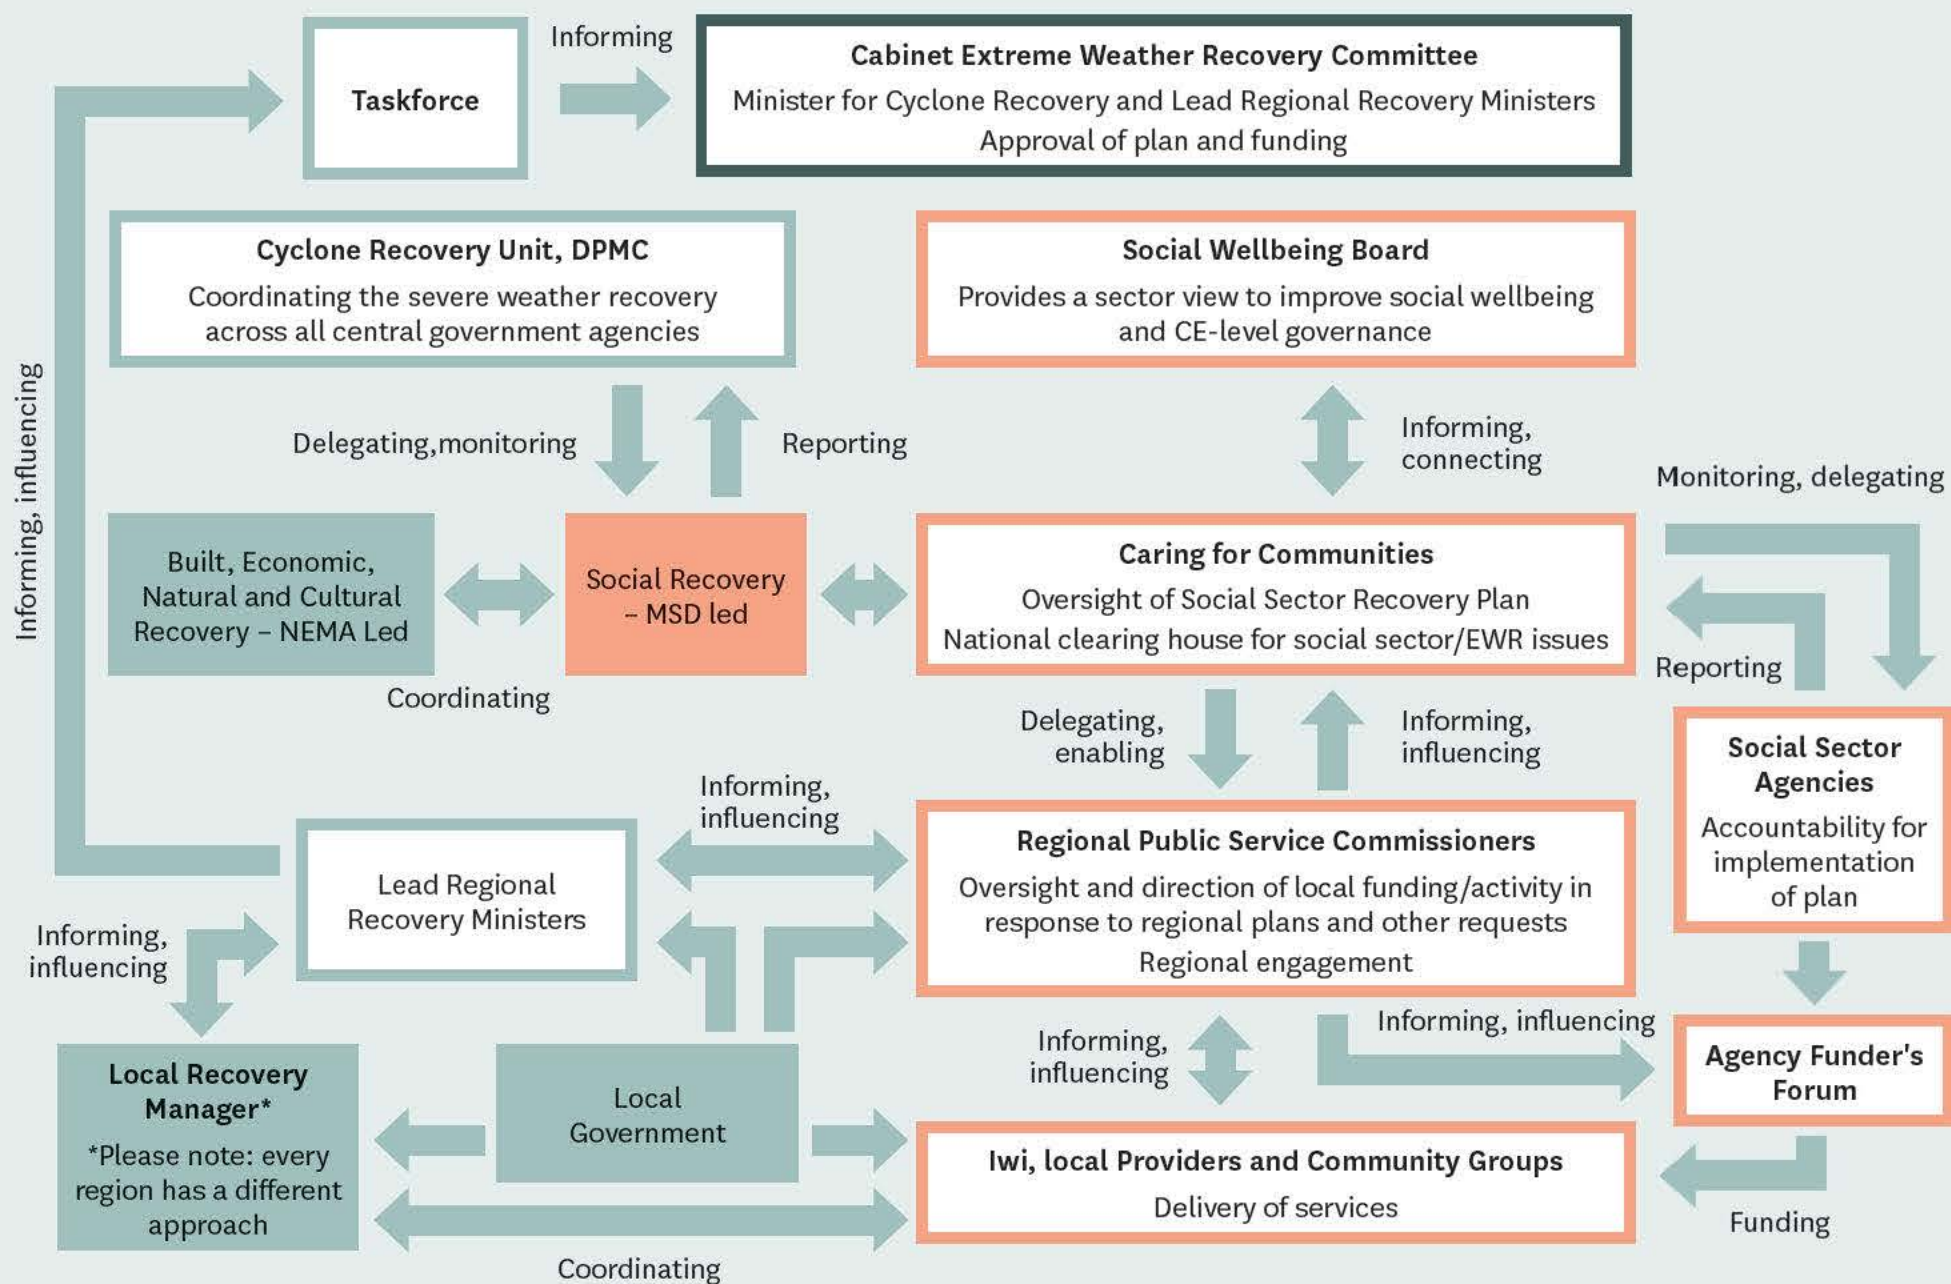 Informing
Taskforce
Cabinet Extreme Weather Recovery Committee
Minister for Cyclone Recovery and Lead Regional Recovery Ministers
Approval of plan and funding
Cyclone Recovery Unit, DPMC
Coordinating the severe weather recovery
across all central government agencies
Social Wellbeing Board
Provides a sector view to improve social wellbeing
and CE-level governance
Informing, influencing
Delegating,monitoring
Reporting
Informing,
connecting
Monitoring, delegating
Built, Economic,
Natural and Cultural
Recovery – NEMA Led
Social Recovery
– MSD led
Coordinating
Caring for Communities
Oversight of Social Sector Recovery Plan
National clearing house for social sector/EWR issues
Reporting
Delegating,
enabling
Informing,
influencing
Social Sector
Agencies
Accountability for
implementation
of plan
Informing,
influencing
Lead Regional
Recovery Ministers
Regional Public Service Commissioners
Oversight and direction of local funding/activity in
response to regional plans and other requests
Regional engagement
Informing,
influencing
Informing,
influencing
Informing, influencing
Agency Funder's
Forum
Local Recovery
Manager*
*Please note: every
region has a different
approach
Local
Government
Iwi, local Providers and Community Groups
Delivery of services
Funding
Coordinating